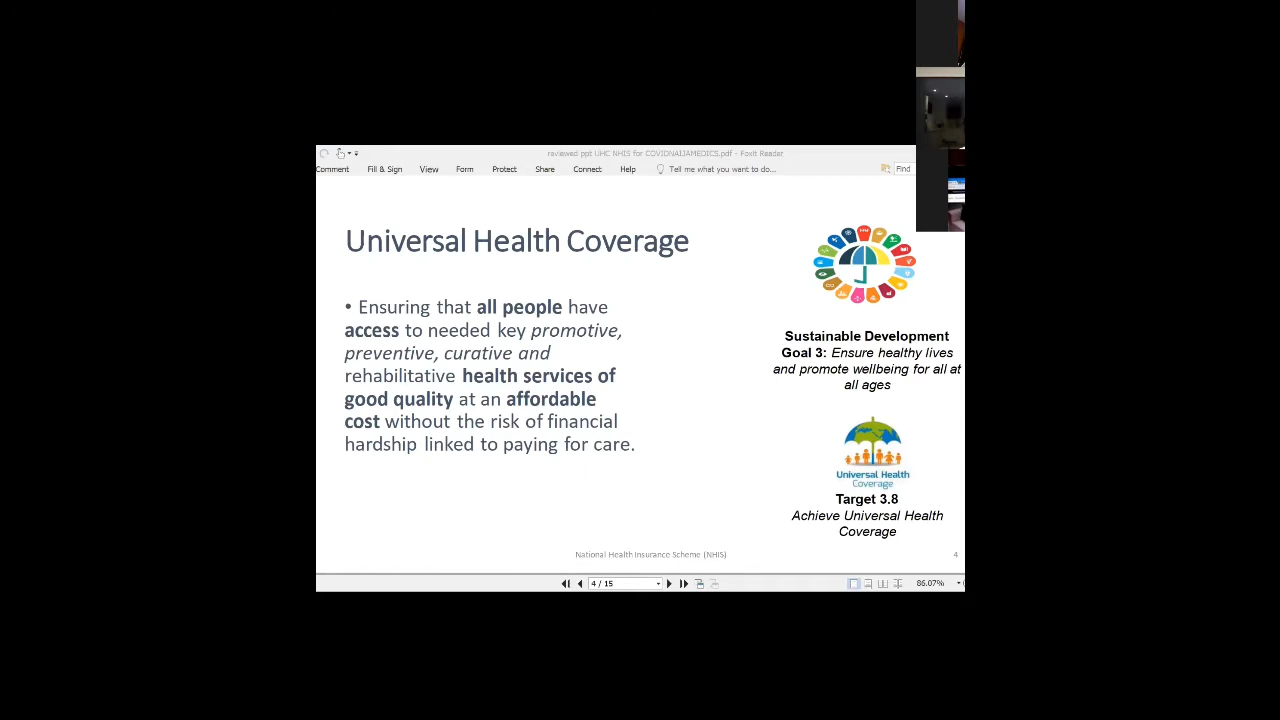 reviewed ppt UHC NHIS for COVIDNAIJAMEDICS.pdf - Foxit Reader
Comment Fill & Sign View Form Protect Share Connect Help Tell me what you want to do... Find
Universal Health Coverage
• Ensuring that all people have
access to needed key promotive,
preventive, curative and
rehabilitative health services of
good quality at an affordable
cost without the risk of financial
hardship linked to paying for care.
Sustainable Development
Goal 3: Ensure healthy lives
and promote wellbeing for all at
all ages
Universal Health
Coverage
Target 3.8
Achieve Universal Health
Coverage
National Health Insurance Scheme (NHIS)
4
4 / 15
86.07%